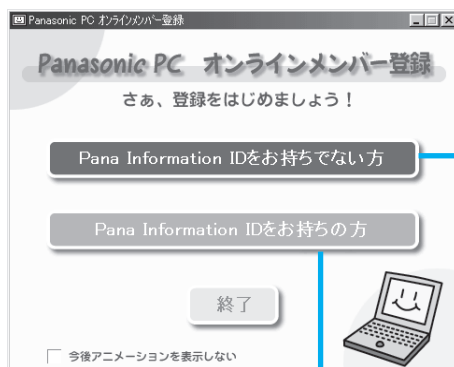 Panasonic PC オンラインメンバー登録
Panasonic PC オンラインメンバー登録
さぁ、登録をはじめましょう！
Pana Information IDをお持ちでない方
Pana Information IDをお持ちの方
終了
今後アニメーションを表示しない